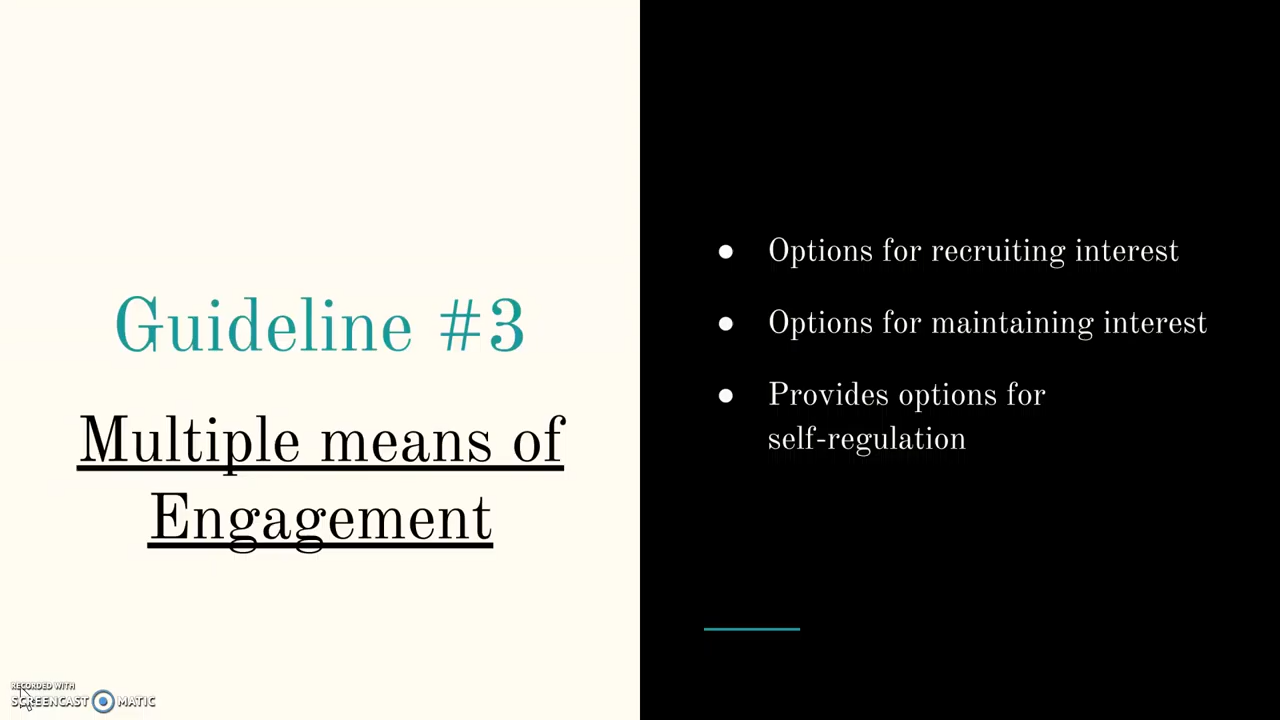 Guideline #3
Multiple means of
Engagement
● Options for recruiting interest
● Options for maintaining interest
● Provides options for
self-regulation
RECORDED WITH
SCREENCAST MATIC